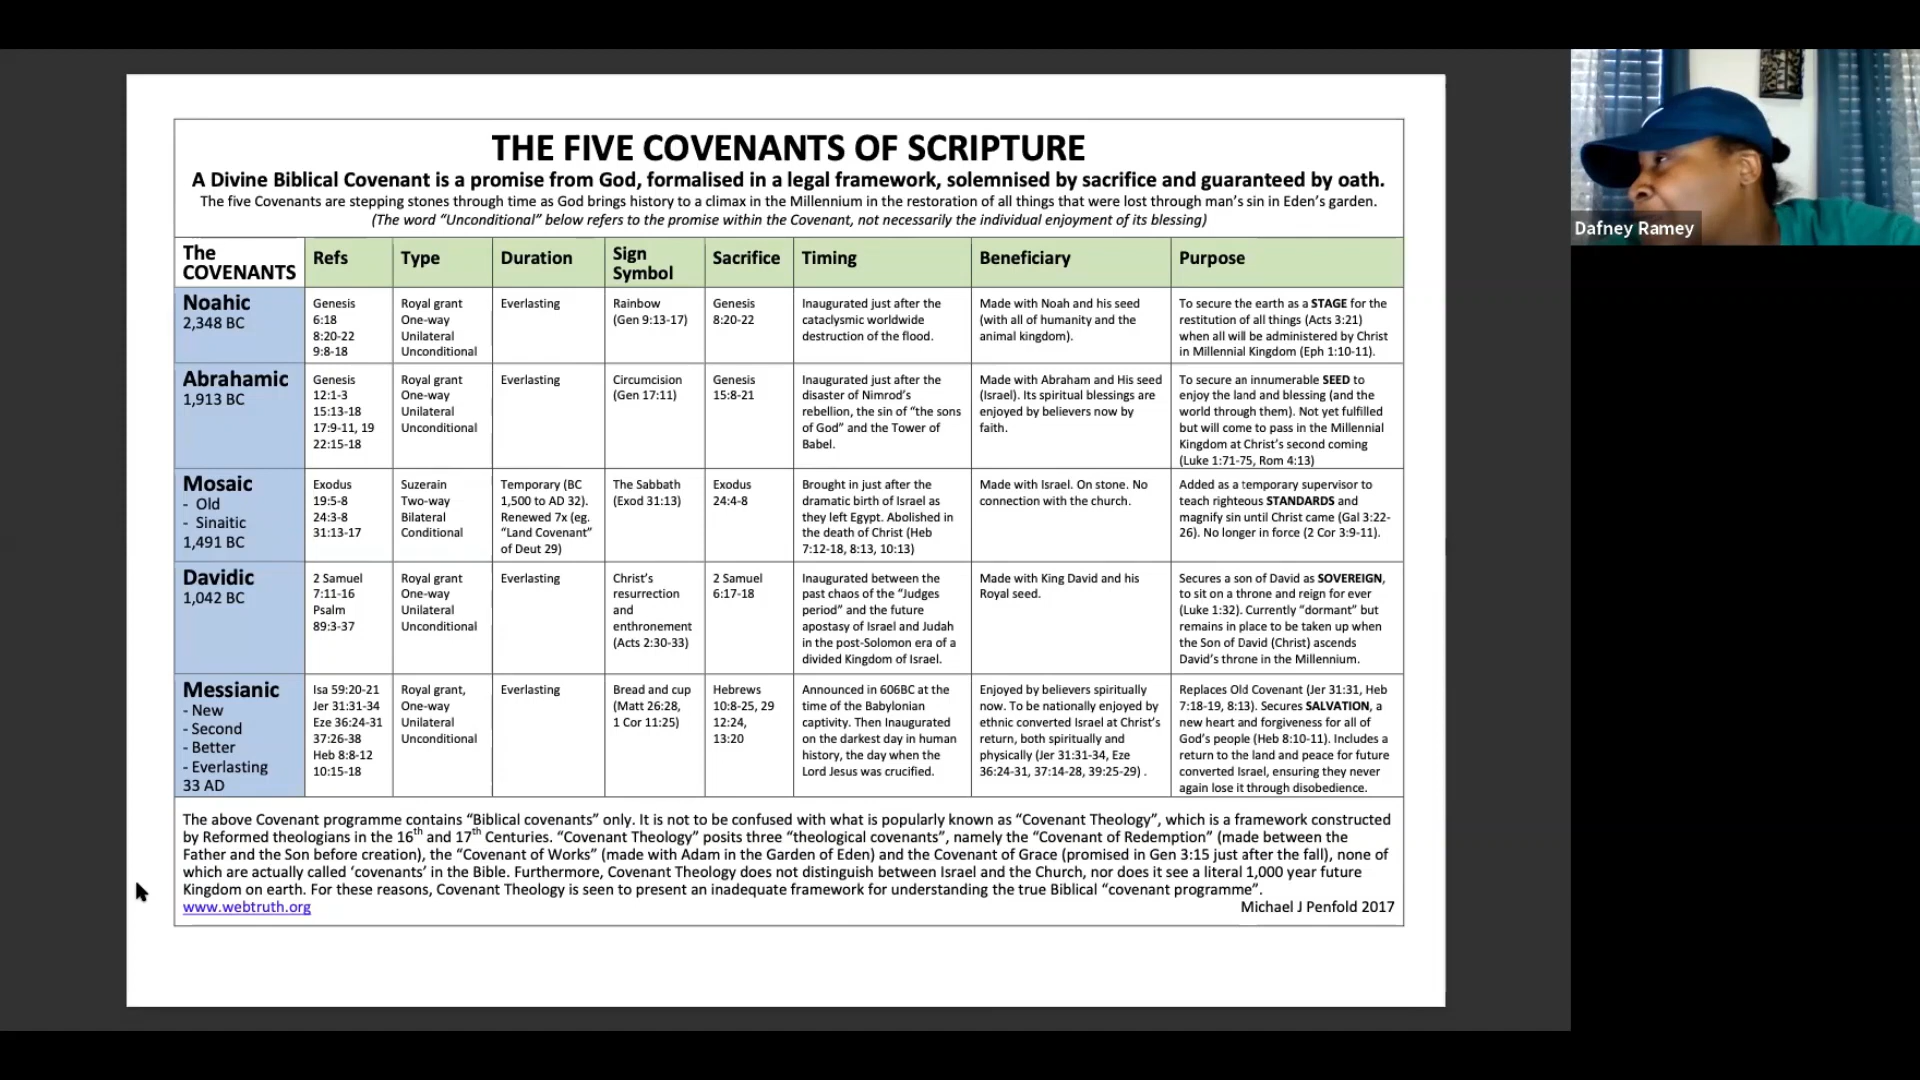 THE FIVE COVENANTS OF SCRIPTURE
A Divine Biblical Covenant is a promise from God, formalised in a legal framework, solemnised by sacrifice and guaranteed by oath.
The five Covenants are stepping stones through time as God brings history to a climax in the Millennium in the restoration of all things that were lost through man's sin in Eden's garden.
(The word "Unconditional" below refers to the promise within the Covenant, not necessarily the individual enjoyment of its blessing)
The
COVENANTS
Refs
Type
Duration
Sign
Symbol
Sacrifice
Timing
Beneficiary
Purpose
Noahic
2,348 BC
Genesis
6:18
8:20-22
9:8-18
Royal grant
One-way
Unilateral
Unconditional
Everlasting
Rainbow
(Gen 9:13-17)
Genesis
8:20-22
Inaugurated just after the
cataclysmic worldwide
destruction of the flood.
Made with Noah and his seed
(with all of humanity and the
animal kingdom).
To secure the earth as a STAGE for the
restitution of all things (Acts 3:21)
when all will be administered by Christ
in Millennial Kingdom (Eph 1:10-11).
Abrahamic
1,913 BC
Genesis
12:1-3
15:13-18
17:9-11, 19
22:15-18
Royal grant
One-way
Unilateral
Unconditional
Everlasting
Circumcision
(Gen 17:11)
Genesis
15:8-21
Inaugurated just after the
disaster of Nimrod's
rebellion, the sin of "the sons
of God" and the Tower of
Babel.
Made with Abraham and His seed
(Israel). Its spiritual blessings are
enjoyed by believers now by
faith.
To secure an innumerable SEED to
enjoy the land and blessing (and the
world through them). Not yet fulfilled
but will come to pass in the Millennial
Kingdom at Christ's second coming
(Luke 1:71-75, Rom 4:13)
Mosaic
- Old
- Sinaitic
1,491 BC
Exodus
19:5-8
24:3-8
31:13-17
Suzerain
Two-way
Bilateral
Conditional
Temporary (BC
1,500 to AD 32).
Renewed 7x (eg.
"Land Covenant"
of Deut 29)
The Sabbath
(Exod 31:13)
Exodus
24:4-8
Brought in just after the
dramatic birth of Israel as
they left Egypt. Abolished in
the death of Christ (Heb
7:12-18, 8:13, 10:13)
Made with Israel. On stone. No
connection with the church.
Added as a temporary supervisor to
teach righteous STANDARDS and
magnify sin until Christ came (Gal 3:22-
26). No longer in force (2 Cor 3:9-11).
Davidic
1,042 BC
2 Samuel
7:11-16
Psalm
89:3-37
Royal grant
One-way
Unilateral
Unconditional
Everlasting
Christ's
resurrection
and
enthronement
(Acts 2:30-33)
2 Samuel
6:17-18
Inaugurated between the
past chaos of the "Judges
period" and the future
apostasy of Israel and Judah
in the post-Solomon era of a
divided Kingdom of Israel.
Made with King David and his
Royal seed.
Secures a son of David as SOVEREIGN,
to sit on a throne and reign for ever
(Luke 1:32). Currently "dormant" but
remains in place to be taken up when
the Son of David (Christ) ascends
David's throne in the Millennium.
Messianic
- New
- Second
- Better
- Everlasting
33 AD
Isa 59:20-21
Jer 31:31-34
Eze 36:24-31
37:26-38
Heb 8:8-12
10:15-18
Royal grant,
One-way
Unilateral
Unconditional
Everlasting
Bread and cup
(Matt 26:28,
1 Cor 11:25)
Hebrews
10:8-25, 29
12:24,
13:20
Announced in 606BC at the
time of the Babylonian
captivity. Then Inaugurated
on the darkest day in human
history, the day when the
Lord Jesus was crucified.
Enjoyed by believers spiritually
now. To be nationally enjoyed by
ethnic converted Israel at Christ's
return, both spiritually and
physically (Jer 31:31-34, Eze
36:24-31, 37:14-28, 39:25-29) .
Replaces Old Covenant (Jer 31:31, Heb
7:18-19, 8:13). Secures SALVATION, a
new heart and forgiveness for all of
God's people (Heb 8:10-11). Includes a
return to the land and peace for future
converted Israel, ensuring they never
again lose it through disobedience.
The above Covenant programme contains "Biblical covenants" only. It is not to be confused with what is popularly known as "Covenant Theology", which is a framework constructed
by Reformed theologians in the 16th and 17th Centuries. "Covenant Theology" posits three "theological covenants", namely the "Covenant of Redemption" (made between the
Father and the Son before creation), the "Covenant of Works" (made with Adam in the Garden of Eden) and the Covenant of Grace (promised in Gen 3:15 just after the fall), none of
which are actually called 'covenants' in the Bible. Furthermore, Covenant Theology does not distinguish between Israel and the Church, nor does it see a literal 1,000 year future
Kingdom on earth. For these reasons, Covenant Theology is seen to present an inadequate framework for understanding the true Biblical "covenant programme".
www.webtruth.org
Michael J Penfold 2017
Dafney Ramey